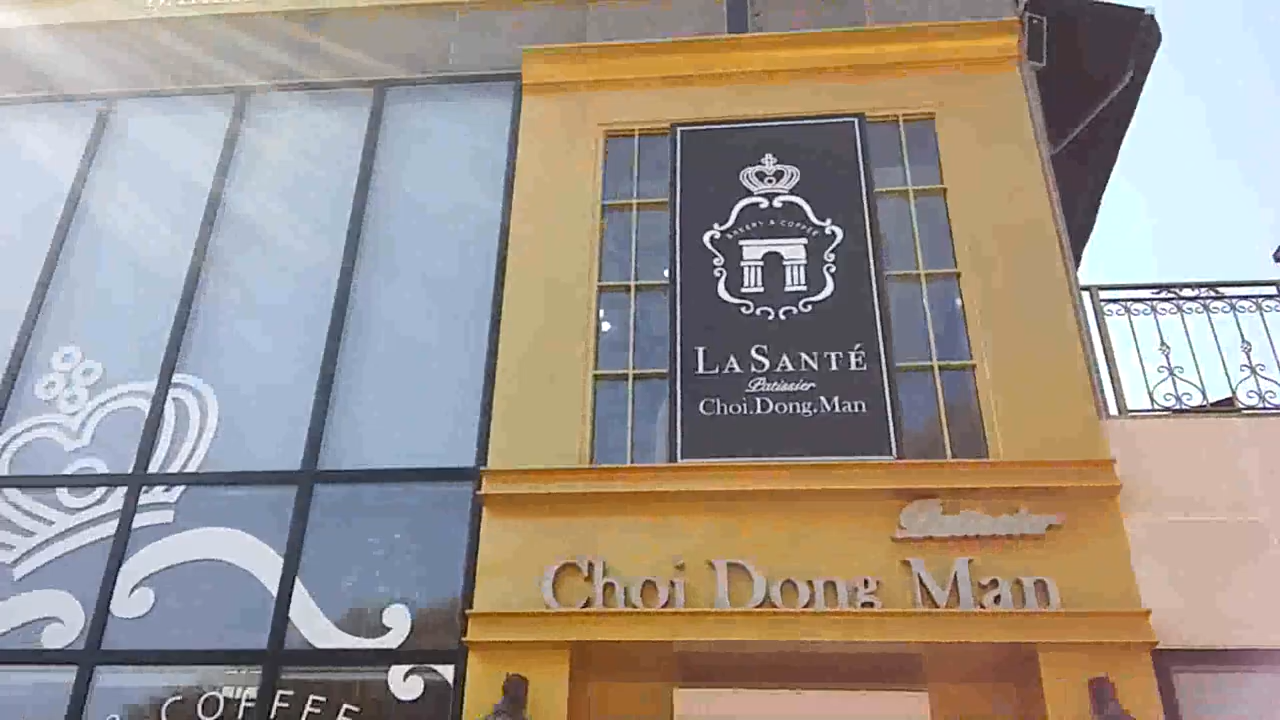 BAKERY & COFFEE
LA SANTÉ
Patissier
Choi.Dong.Man
Patissier
Choi Dong Man
COFFEE